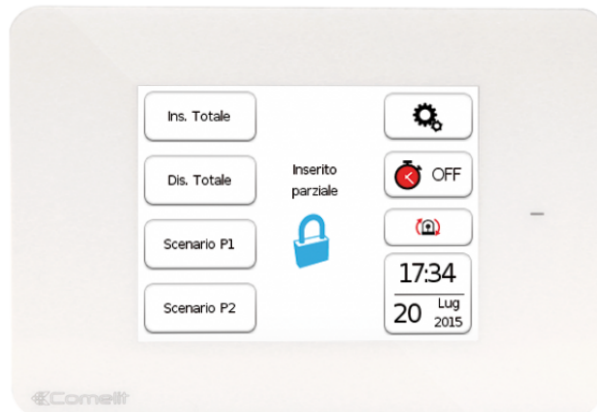 Ins. Totale
Dis. Totale
Scenario P1
Scenario P2
Inserito
parziale
OFF
17:34
20 Lug
2015
Comelit